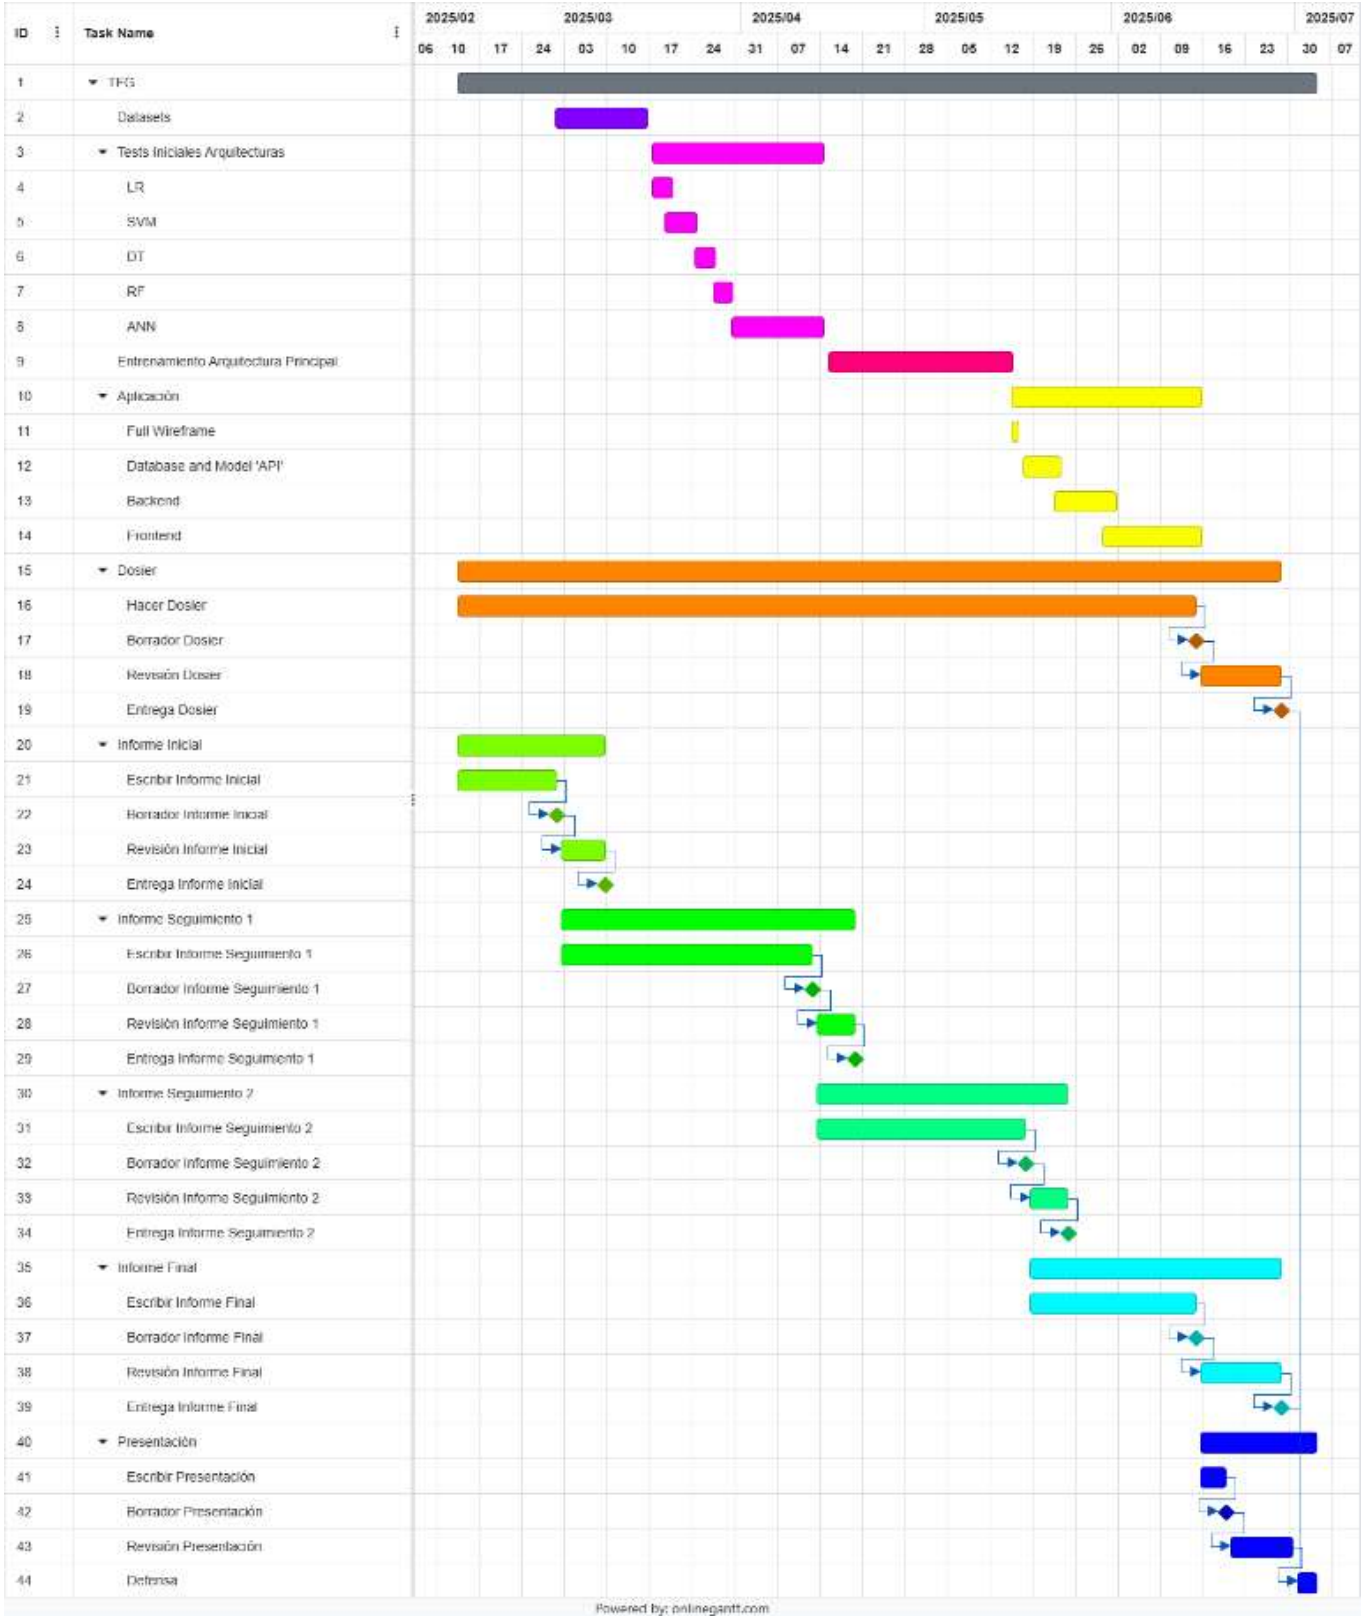 2025/02 2025/03 2025/04 2025/05 2025/06 2025/07
ID Task Name
06 10 17 24 03 10 17 24 31 07 14 21 28 05 12 19 26 02 09 16 23 30 07
1 TFG
2 Datasets
3 Tests Iniciales Arquitecturas
4 LR
5 SVM
6 DT
7 RF
8 ANN
9 Entrenamiento Arquitectura Principal
10 Aplicación
11 Full Wireframe
12 Database and Model 'API'
13 Backend
14 Frontend
15 Dosier
16 Hacer Dosier
17 Borrador Dosier
18 Revisión Dosier
19 Entrega Dosier
20 Informe Inicial
21 Escribir Informe Inicial
22 Borrador Informe Inicial
23 Revisión Informe Inicial
24 Entrega Informe Inicial
25 Informe Seguimiento 1
26 Escribir Informe Seguimiento 1
27 Borrador Informe Seguimiento 1
28 Revisión Informe Seguimiento 1
29 Entrega Informe Seguimiento 1
30 Informe Seguimiento 2
31 Escribir Informe Seguimiento 2
32 Borrador Informe Seguimiento 2
33 Revisión Informe Seguimiento 2
34 Entrega Informe Seguimiento 2
35 Informe Final
36 Escribir Informe Final
37 Borrador Informe Final
38 Revisión Informe Final
39 Entrega Informe Final
40 Presentación
41 Escribir Presentación
42 Borrador Presentación
43 Revisión Presentación
44 Defensa
Powered by: onlinegantt.com